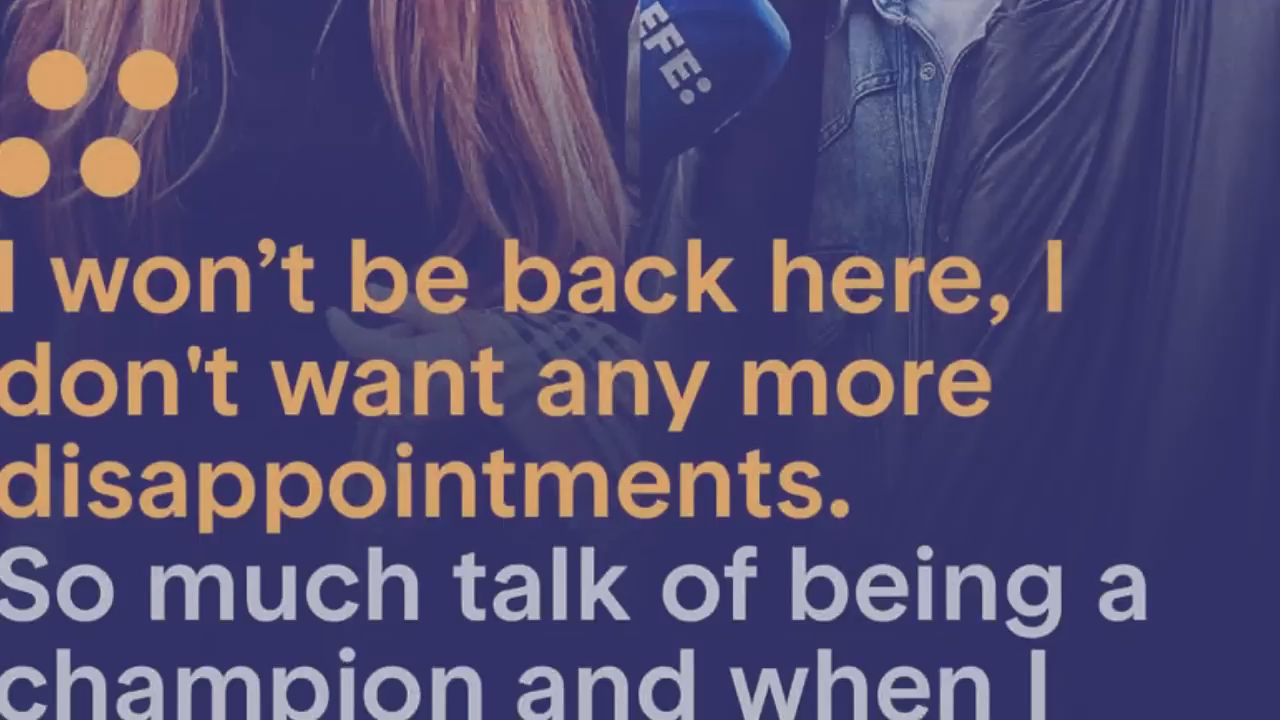 EFE:
I won’t be back here, I
don't want any more
disappointments.
So much talk of being a
champion and when I